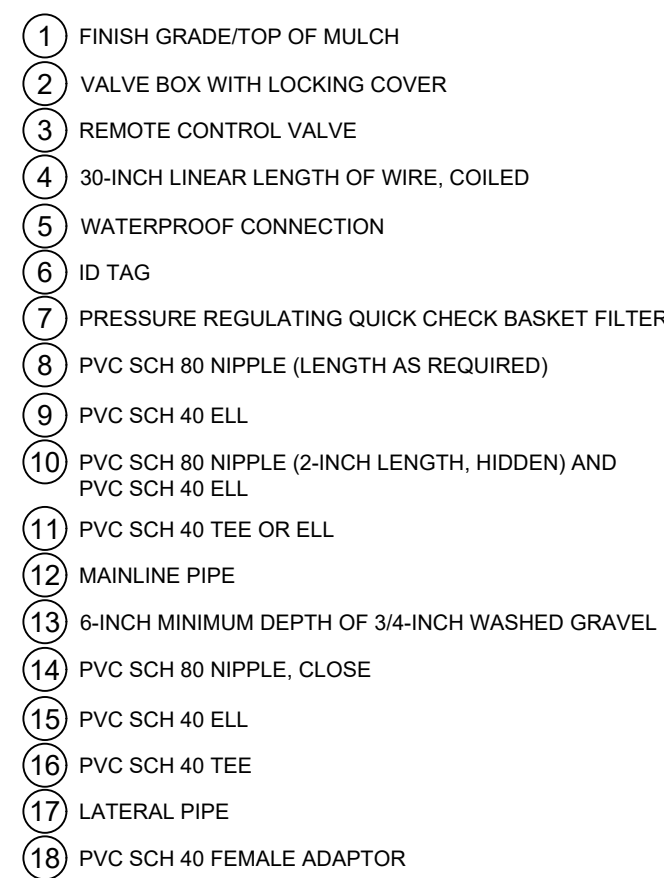 1 FINISH GRADE/TOP OF MULCH
2 VALVE BOX WITH LOCKING COVER
3 REMOTE CONTROL VALVE
4 30-INCH LINEAR LENGTH OF WIRE, COILED
5 WATERPROOF CONNECTION
6 ID TAG
7 PRESSURE REGULATING QUICK CHECK BASKET FILTER
8 PVC SCH 80 NIPPLE (LENGTH AS REQUIRED)
9 PVC SCH 40 ELL
10 PVC SCH 80 NIPPLE (2-INCH LENGTH, HIDDEN) AND
PVC SCH 40 ELL
11 PVC SCH 40 TEE OR ELL
12 MAINLINE PIPE
13 6-INCH MINIMUM DEPTH OF 3/4-INCH WASHED GRAVEL
14 PVC SCH 80 NIPPLE, CLOSE
15 PVC SCH 40 ELL
16 PVC SCH 40 TEE
17 LATERAL PIPE
18 PVC SCH 40 FEMALE ADAPTOR